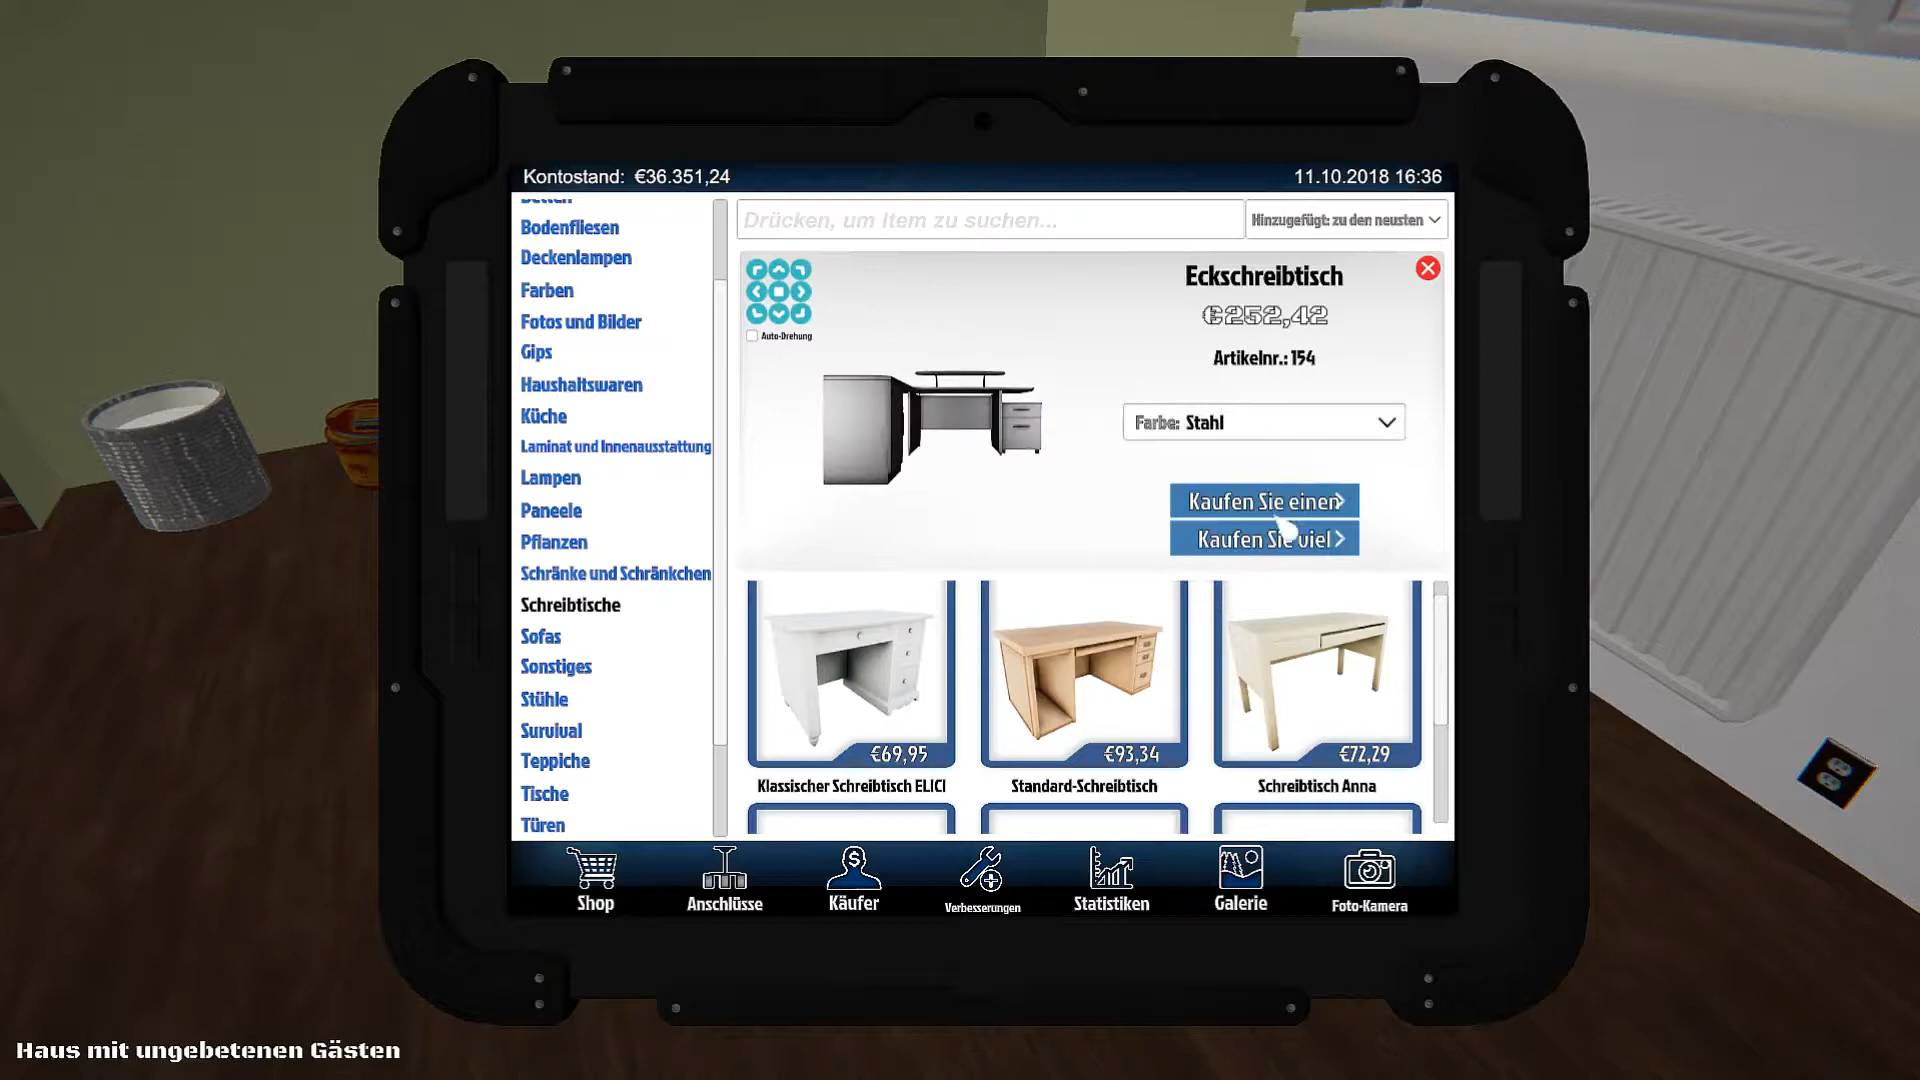 Kontostand: €36.351,24
11.10.2018 16:36
Betten
Bodenfliesen
Deckenlampen
Farben
Fotos und Bilder
Gips
Haushaltswaren
Küche
Laminat und Innenausstattung
Lampen
Paneele
Pflanzen
Schränke und Schränkchen
Schreibtische
Sofas
Sonstiges
Stühle
Survival
Teppiche
Tische
Türen
Drücken, um Item zu suchen...
Hinzugefügt: zu den neusten
Auto-Drehung
Eckschreibtisch
€252,42
Artikelnr.: 154
Farbe: Stahl
Kaufen Sie einen
Kaufen Sie viel
€69,95
€93,34
€72,29
Klassischer Schreibtisch ELICI
Standard-Schreibtisch
Schreibtisch Anna
Shop
Anschlüsse
Käufer
Verbesserungen
Statistiken
Galerie
Foto-Kamera
Haus mit ungebetenen Gästen